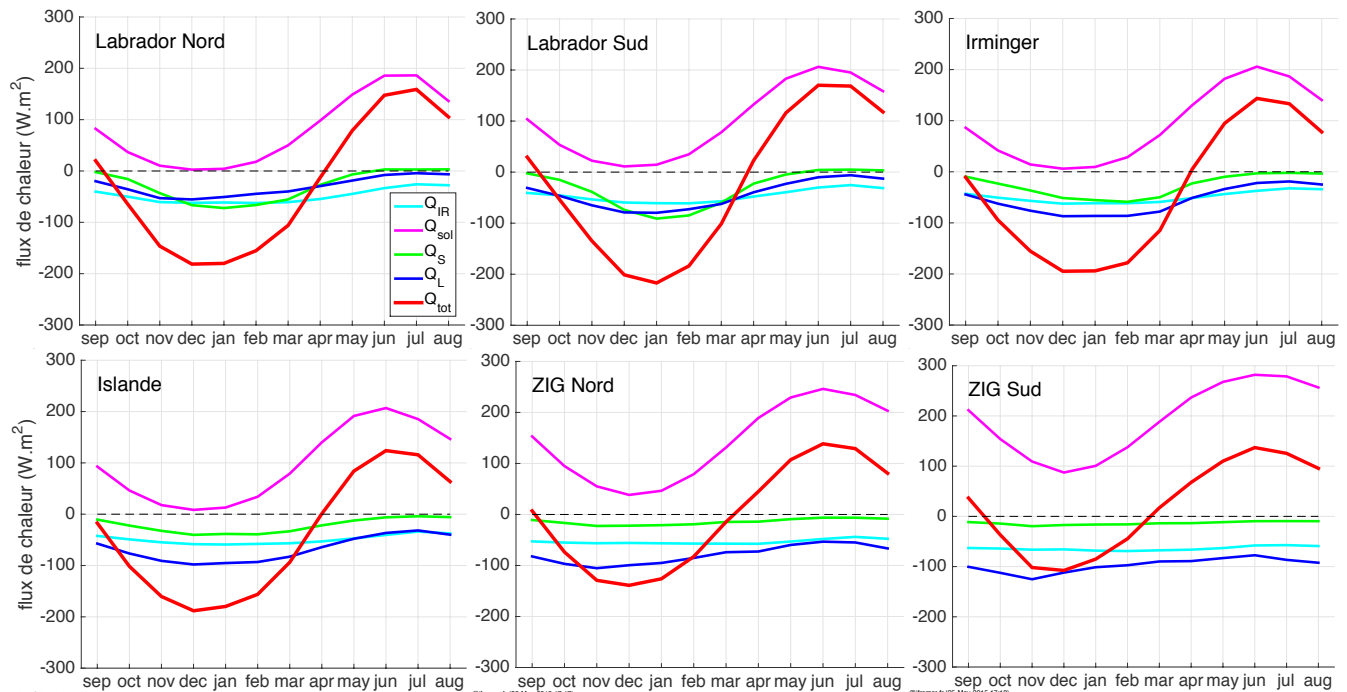 300
200
100
0
-100
-200
-300
flux de chaleur (W.m²)
Labrador Nord
Q_IR
Q_sol
Q_S
Q_L
Q_tot
sep oct nov dec jan feb mar apr may jun jul aug
300
200
100
0
-100
-200
-300
Labrador Sud
sep oct nov dec jan feb mar apr may jun jul aug
300
200
100
0
-100
-200
-300
Irminger
sep oct nov dec jan feb mar apr may jun jul aug
300
200
100
0
-100
-200
-300
flux de chaleur (W.m²)
Islande
sep oct nov dec jan feb mar apr may jun jul aug
300
200
100
0
-100
-200
-300
ZIG Nord
sep oct nov dec jan feb mar apr may jun jul aug
300
200
100
0
-100
-200
-300
ZIG Sud
sep oct nov dec jan feb mar apr may jun jul aug